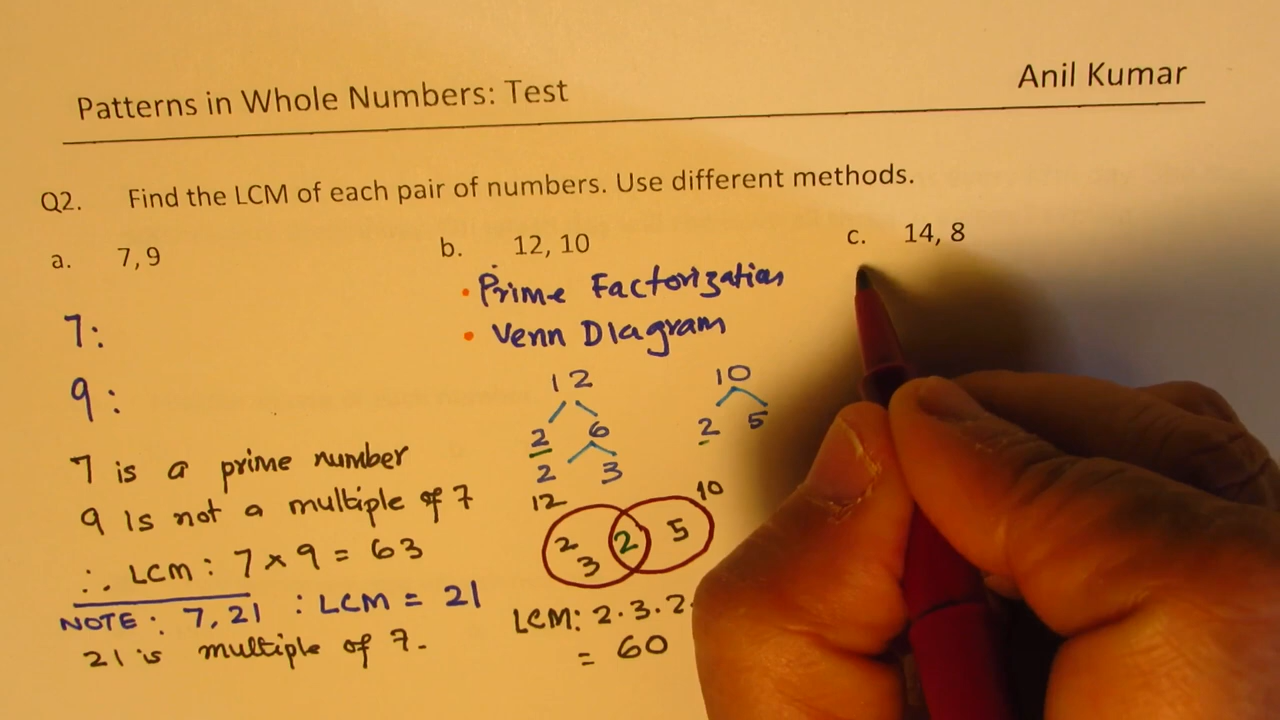 Patterns in Whole Numbers: Test
Anil Kumar
Q2. Find the LCM of each pair of numbers. Use different methods.
a. 7, 9
7:
9:
7 is a prime number
9 is not a multiple of 7
∴ LCM: 7 × 9 = 63
NOTE: 7, 21 : LCM = 21
21 is multiple of 7.
b. 12, 10
• Prime Factorization
• Venn Diagram
12
2 6
2 3
10
2 5
12 10
2 3 2 5
LCM: 2·3·2·
= 60
c. 14, 8